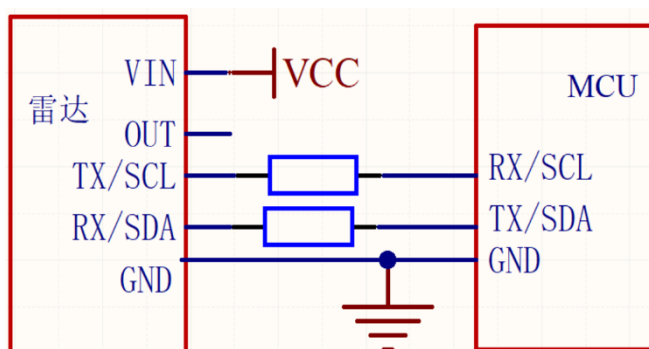 VIN
VCC
MCU
雷达
OUT
TX/SCL
RX/SCL
RX/SDA
TX/SDA
GND
GND